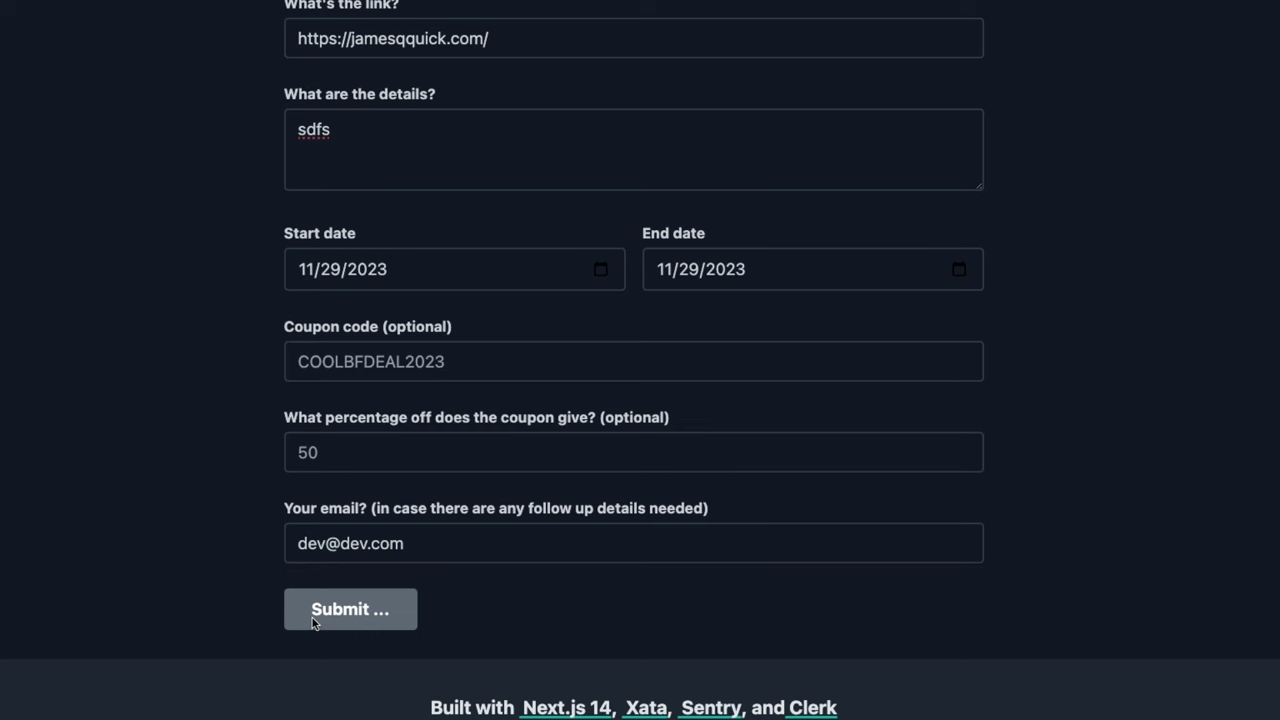 What's the link?
https://jamesqquick.com/
What are the details?
sdfs
Start date
End date
11/29/2023
11/29/2023
Coupon code (optional)
COOLBFDEAL2023
What percentage off does the coupon give? (optional)
50
Your email? (in case there are any follow up details needed)
dev@dev.com
Submit ...
Built with Next.js 14, Xata, Sentry, and Clerk